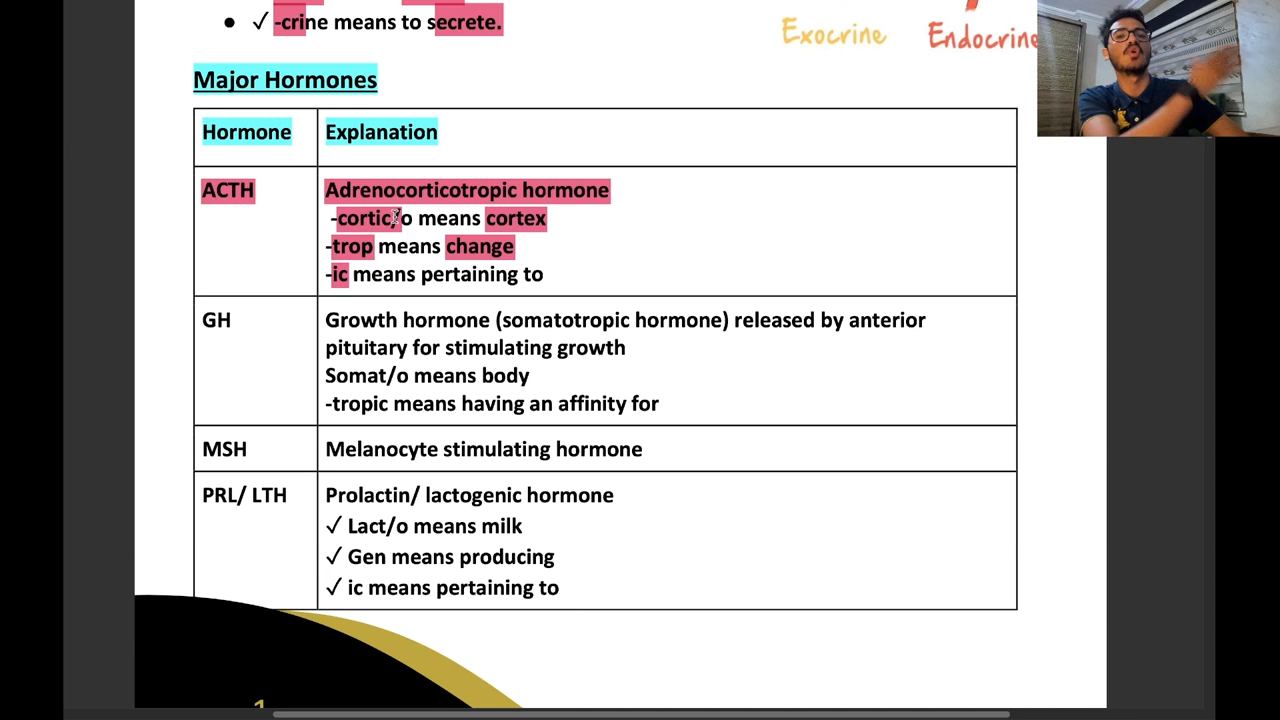 ● ✓ -crine means to secrete.
Exocrine Endocrine
Major Hormones
Hormone Explanation
ACTH Adrenocorticotropic hormone
-cortic/o means cortex
-trop means change
-ic means pertaining to
GH Growth hormone (somatotropic hormone) released by anterior
pituitary for stimulating growth
Somat/o means body
-tropic means having an affinity for
MSH Melanocyte stimulating hormone
PRL/ LTH Prolactin/ lactogenic hormone
✓ Lact/o means milk
✓ Gen means producing
✓ ic means pertaining to
1